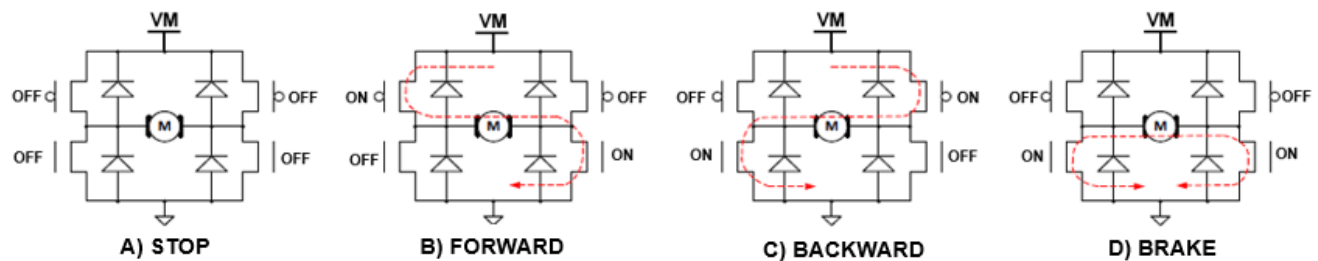 VM
OFF
OFF
M
OFF
OFF
A) STOP
VM
ON
OFF
M
OFF
ON
B) FORWARD
VM
OFF
ON
M
ON
OFF
C) BACKWARD
VM
OFF
OFF
M
ON
ON
D) BRAKE